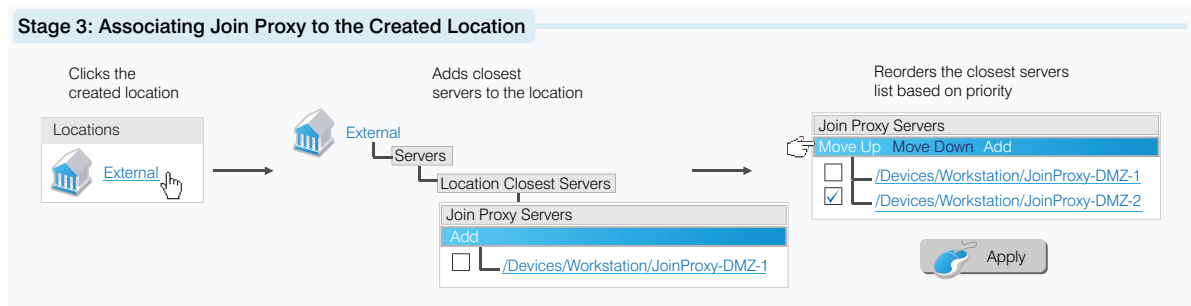 Stage 3: Associating Join Proxy to the Created Location
Clicks the
created location
Locations
External
Adds closest
servers to the location
External
Servers
Location Closest Servers
Join Proxy Servers
Add
/Devices/Workstation/JoinProxy-DMZ-1
Reorders the closest servers
list based on priority
Join Proxy Servers
Move Up Move Down Add
/Devices/Workstation/JoinProxy-DMZ-1
/Devices/Workstation/JoinProxy-DMZ-2
Apply